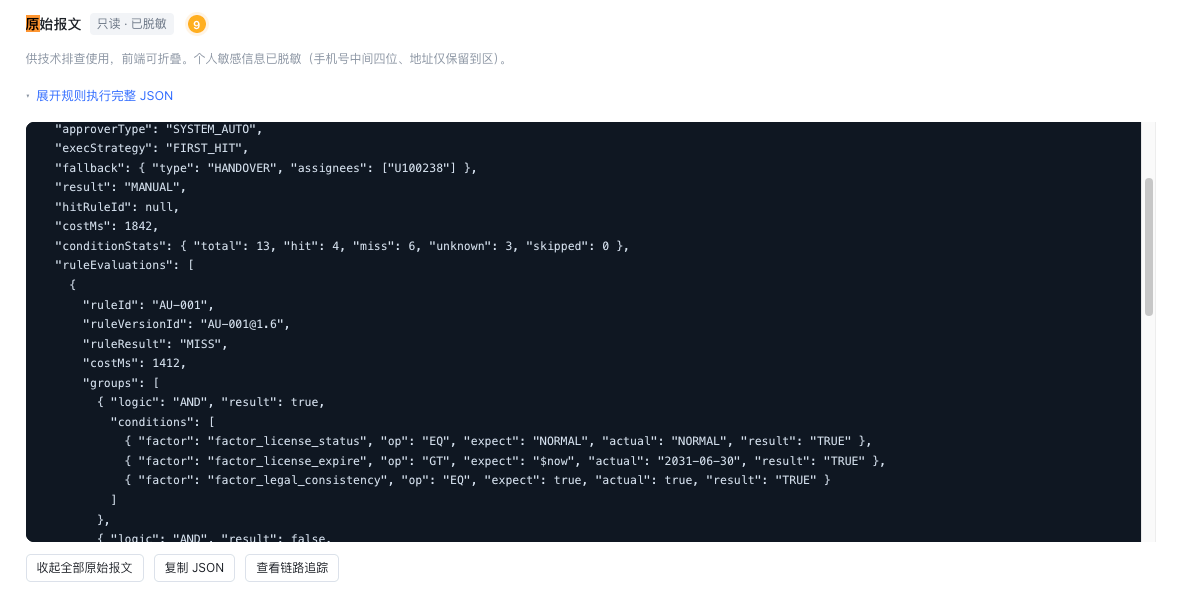 原始报文 只读 · 已脱敏 9
供技术排查使用，前端可折叠。个人敏感信息已脱敏（手机号中间四位、地址仅保留到区）。
· 展开规则执行完整 JSON
"approverType": "SYSTEM_AUTO",
"execStrategy": "FIRST_HIT",
"fallback": { "type": "HANDOVER", "assignees": ["U100238"] },
"result": "MANUAL",
"hitRuleId": null,
"costMs": 1842,
"conditionStats": { "total": 13, "hit": 4, "miss": 6, "unknown": 3, "skipped": 0 },
"ruleEvaluations": [
{
"ruleId": "AU-001",
"ruleVersionId": "AU-001@1.6",
"ruleResult": "MISS",
"costMs": 1412,
"groups": [
{ "logic": "AND", "result": true,
"conditions": [
{ "factor": "factor_license_status", "op": "EQ", "expect": "NORMAL", "actual": "NORMAL", "result": "TRUE" },
{ "factor": "factor_license_expire", "op": "GT", "expect": "$now", "actual": "2031-06-30", "result": "TRUE" },
{ "factor": "factor_legal_consistency", "op": "EQ", "expect": true, "actual": true, "result": "TRUE" }
]
},
{ "logic": "AND", "result": false,
收起全部原始报文 复制 JSON 查看链路追踪